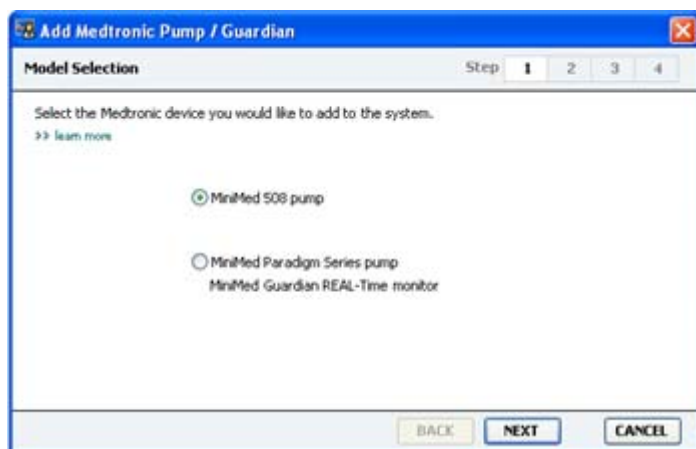 Add Medtronic Pump / Guardian
Model Selection Step 1 2 3 4
Select the Medtronic device you would like to add to the system.
>> learn more
MiniMed 508 pump
MiniMed Paradigm Series pump
MiniMed Guardian REAL-Time monitor
BACK NEXT CANCEL